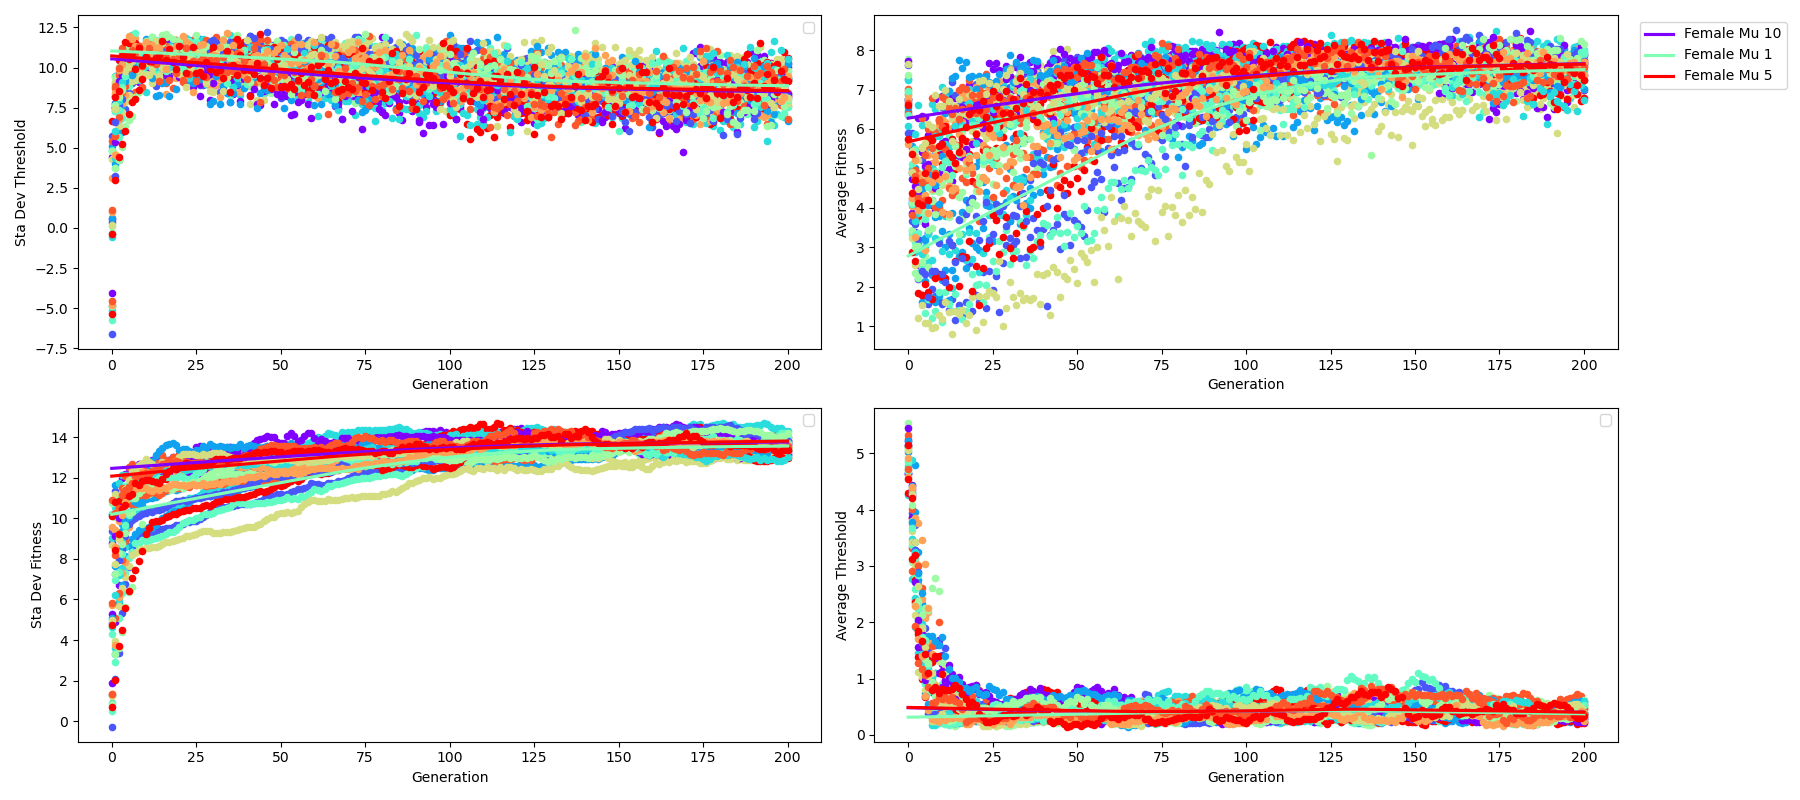 Sta Dev Threshold
12.5
10.0
7.5
5.0
2.5
0.0
−2.5
−5.0
−7.5
0 25 50 75 100 125 150 175 200
Generation
Average Fitness
8
7
6
5
4
3
2
1
0 25 50 75 100 125 150 175 200
Generation
Female Mu 10
Female Mu 1
Female Mu 5
Sta Dev Fitness
14
12
10
8
6
4
2
0
0 25 50 75 100 125 150 175 200
Generation
Average Threshold
5
4
3
2
1
0
0 25 50 75 100 125 150 175 200
Generation